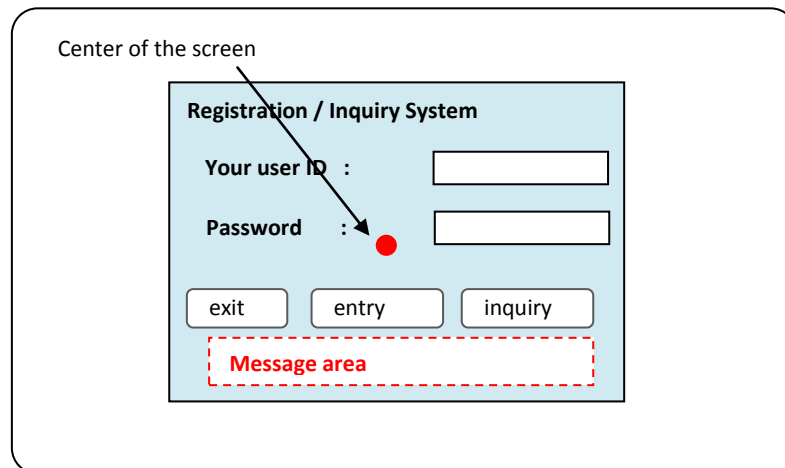 Center of the screen
Registration / Inquiry System
Your user ID :
Password :
exit entry inquiry
Message area